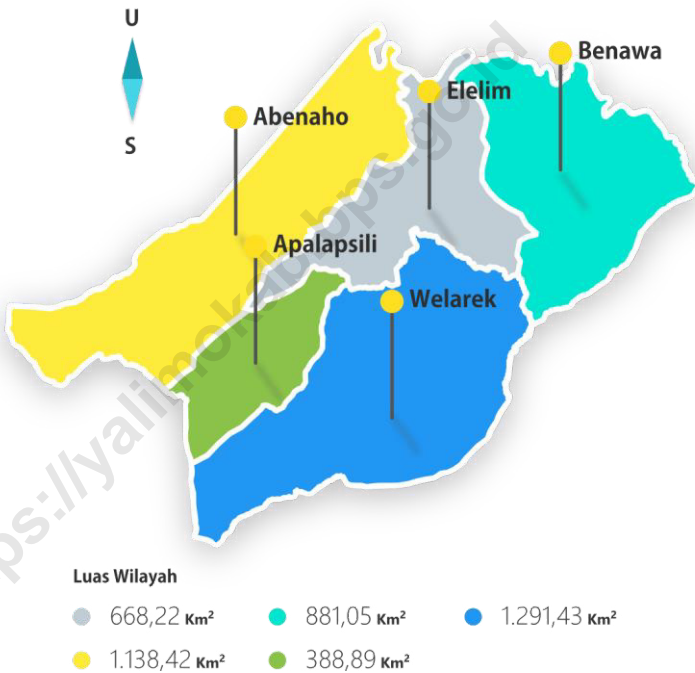 U
S
Benawa
Elelim
Abenaho
Apalapsili
Welarek
Luas Wilayah
668,22 Km²
881,05 Km²
1.291,43 Km²
1.138,42 Km²
388,89 Km²